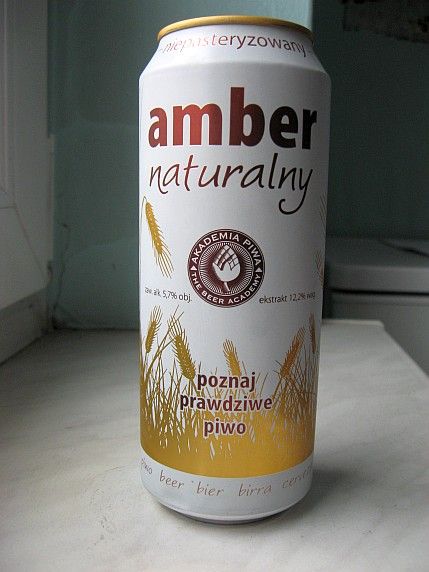 niepasteryzowany
amber
naturalny
AKADEMIA PIWA
THE BEER ACADEMY
zaw. alk. 5,7% obj.
ekstrakt 12,2% wag
poznaj
prawdziwe
piwo
piwo beer bier birra cerve